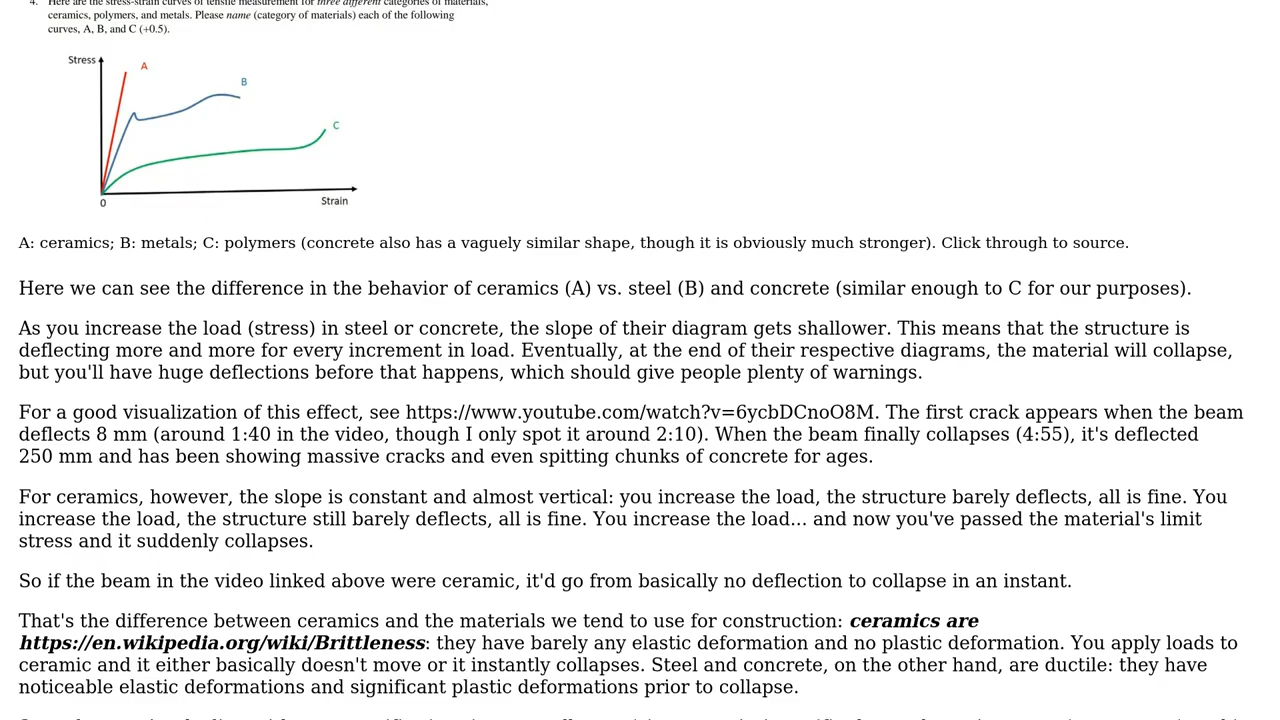 4. Here are the stress-strain curves of tensile measurement for three different categories of materials,
ceramics, polymers, and metals. Please name (category of materials) each of the following
curves, A, B, and C (+0.5).
Stress
A
B
C
0
Strain
A: ceramics; B: metals; C: polymers (concrete also has a vaguely similar shape, though it is obviously much stronger). Click through to source.
Here we can see the difference in the behavior of ceramics (A) vs. steel (B) and concrete (similar enough to C for our purposes).
As you increase the load (stress) in steel or concrete, the slope of their diagram gets shallower. This means that the structure is
deflecting more and more for every increment in load. Eventually, at the end of their respective diagrams, the material will collapse,
but you'll have huge deflections before that happens, which should give people plenty of warnings.
For a good visualization of this effect, see https://www.youtube.com/watch?v=6ycbDCnoO8M. The first crack appears when the beam
deflects 8 mm (around 1:40 in the video, though I only spot it around 2:10). When the beam finally collapses (4:55), it's deflected
250 mm and has been showing massive cracks and even spitting chunks of concrete for ages.
For ceramics, however, the slope is constant and almost vertical: you increase the load, the structure barely deflects, all is fine. You
increase the load, the structure still barely deflects, all is fine. You increase the load... and now you've passed the material's limit
stress and it suddenly collapses.
So if the beam in the video linked above were ceramic, it'd go from basically no deflection to collapse in an instant.
That's the difference between ceramics and the materials we tend to use for construction: ceramics are
https://en.wikipedia.org/wiki/Brittleness: they have barely any elastic deformation and no plastic deformation. You apply loads to
ceramic and it either basically doesn't move or it instantly collapses. Steel and concrete, on the other hand, are ductile: they have
noticeable elastic deformations and significant plastic deformations prior to collapse.